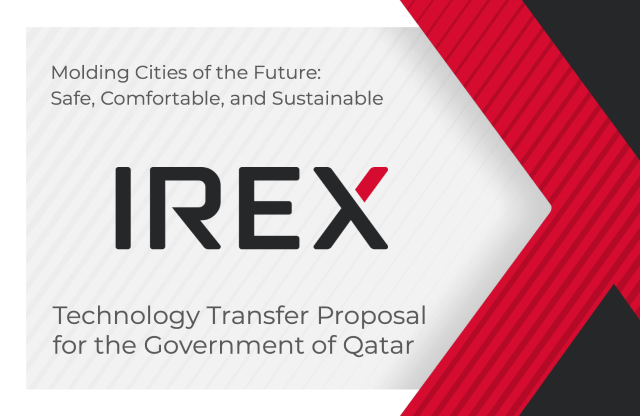 Molding Cities of the Future:
Safe, Comfortable, and Sustainable
IREX
Technology Transfer Proposal
for the Government of Qatar